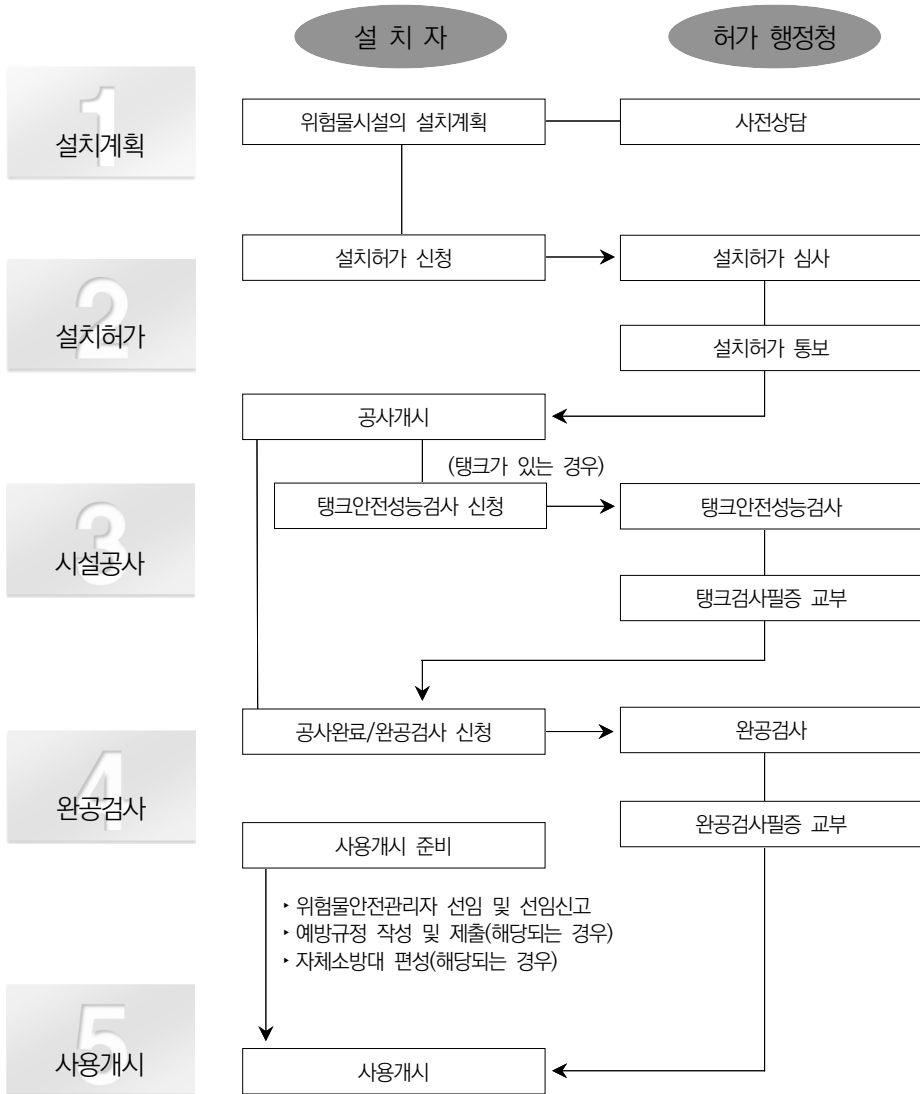 설 치 자
허가 행정청
1
설치계획
위험물시설의 설치계획
사전상담
2
설치허가
설치허가 신청
설치허가 심사
설치허가 통보
공사개시
(탱크가 있는 경우)
3
시설공사
탱크안전성능검사 신청
탱크안전성능검사
탱크검사필증 교부
4
완공검사
공사완료/완공검사 신청
완공검사
완공검사필증 교부
사용개시 준비
‣ 위험물안전관리자 선임 및 선임신고
‣ 예방규정 작성 및 제출(해당되는 경우)
‣ 자체소방대 편성(해당되는 경우)
5
사용개시
사용개시